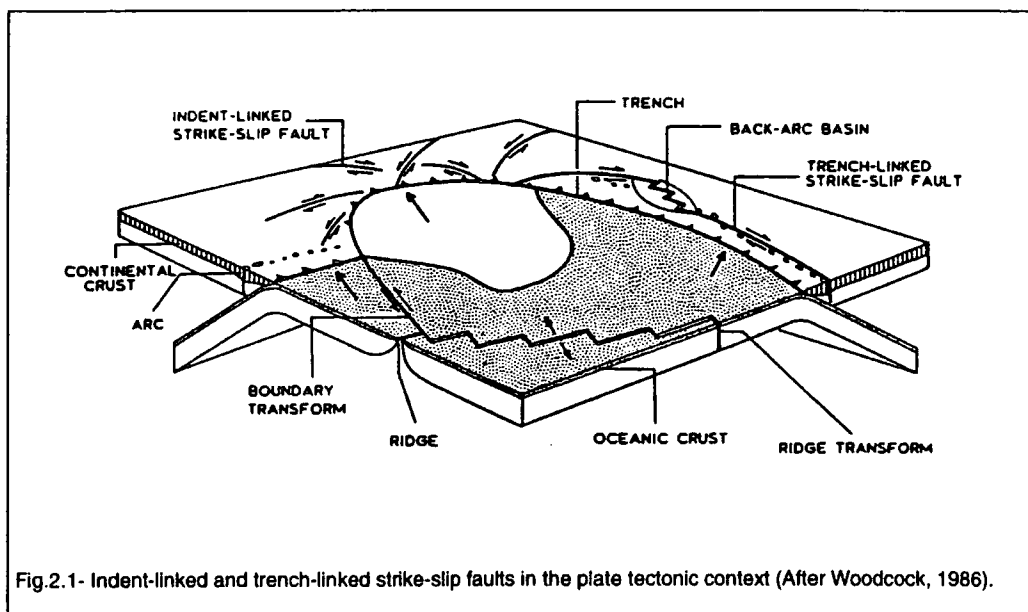 INDENT-LINKED
STRIKE-SLIP FAULT
TRENCH
BACK-ARC BASIN
TRENCH-LINKED
STRIKE-SLIP FAULT
CONTINENTAL
CRUST
ARC
BOUNDARY
TRANSFORM
RIDGE
OCEANIC CRUST
RIDGE TRANSFORM
Fig.2.1- Indent-linked and trench-linked strike-slip faults in the plate tectonic context (After Woodcock, 1986).